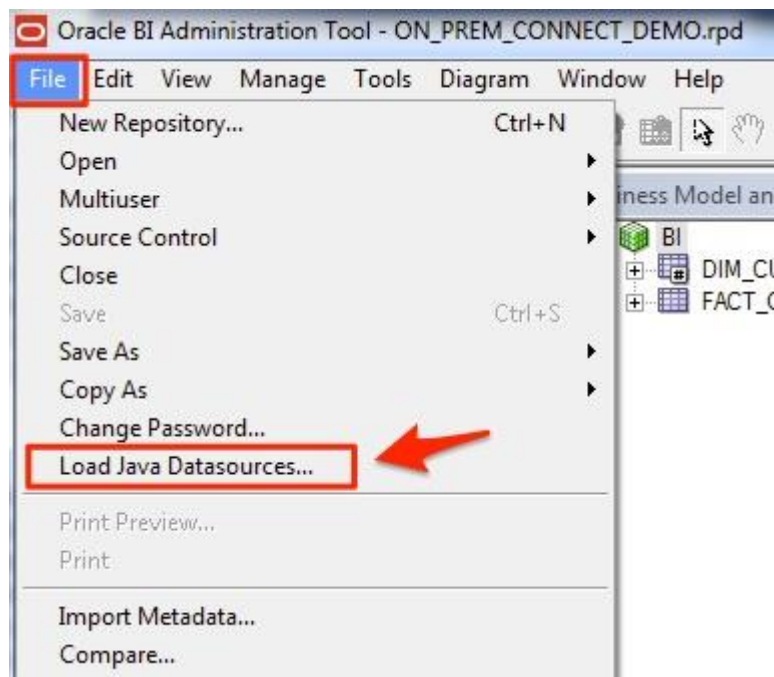 Oracle BI Administration Tool - ON_PREM_CONNECT_DEMO.rpd
File Edit View Manage Tools Diagram Window Help
New Repository... Ctrl+N
Open
Multiuser
iness Model an
Source Control
BI
Close
DIM_CU
Save Ctrl+S
FACT_
Save As
Copy As
Change Password...
Load Java Datasources...
Print Preview...
Print
Import Metadata...
Compare...